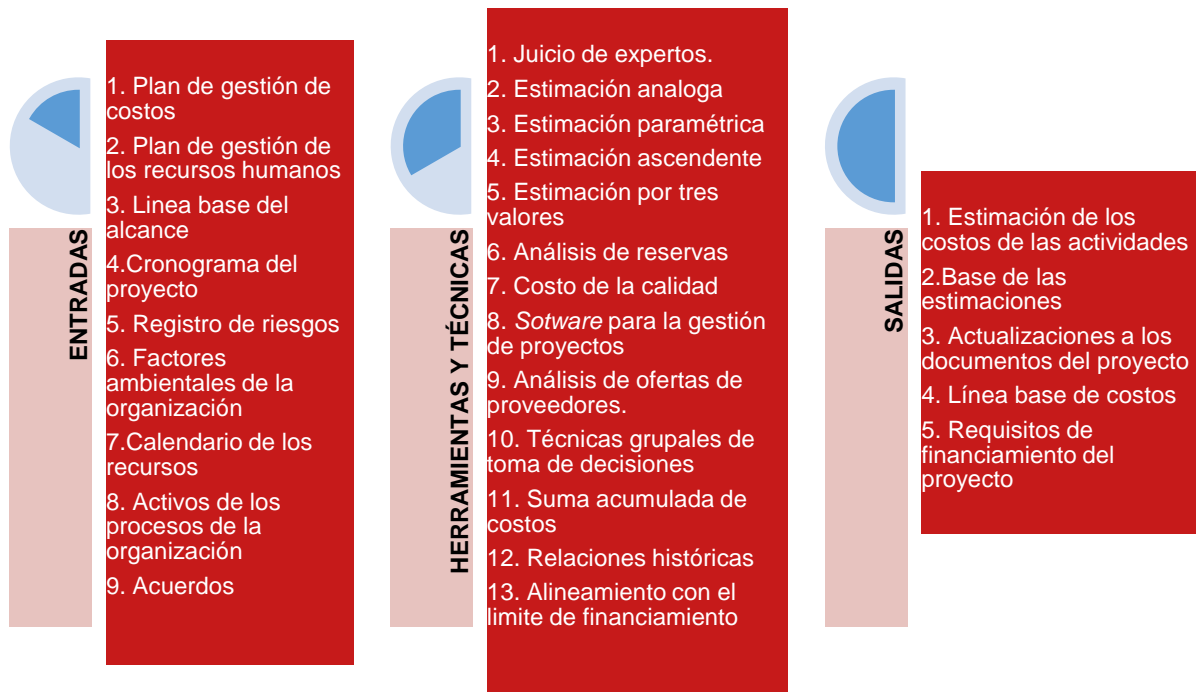 ENTRADAS
1. Plan de gestión de
costos
2. Plan de gestión de
los recursos humanos
3. Linea base del
alcance
4.Cronograma del
proyecto
5. Registro de riesgos
6. Factores
ambientales de la
organización
7.Calendario de los
recursos
8. Activos de los
procesos de la
organización
9. Acuerdos
HERRAMIENTAS Y TÉCNICAS
1. Juicio de expertos.
2. Estimación analoga
3. Estimación paramétrica
4. Estimación ascendente
5. Estimación por tres
valores
6. Análisis de reservas
7. Costo de la calidad
8. Sotware para la gestión
de proyectos
9. Análisis de ofertas de
proveedores.
10. Técnicas grupales de
toma de decisiones
11. Suma acumulada de
costos
12. Relaciones históricas
13. Alineamiento con el
limite de financiamiento
SALIDAS
1. Estimación de los
costos de las actividades
2.Base de las
estimaciones
3. Actualizaciones a los
documentos del proyecto
4. Línea base de costos
5. Requisitos de
financiamiento del
proyecto